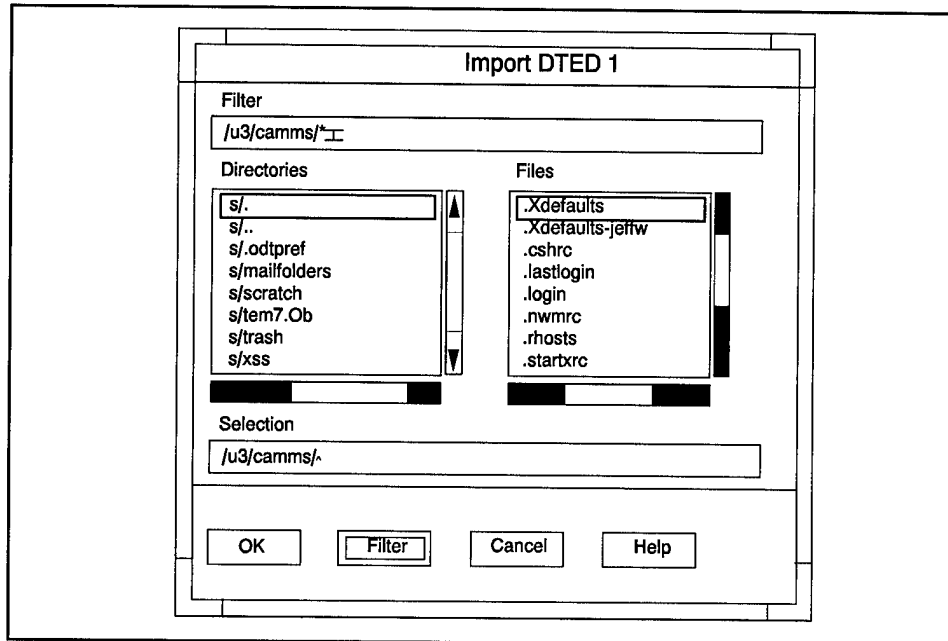 Import DTED 1
Filter
/u3/camms/*
Directories
s/.
s/..
s/.odtpref
s/mailfolders
s/scratch
s/tem7.Ob
s/trash
s/xss
Files
.Xdefaults
.Xdefaults-jeffw
.cshrc
.lastlogin
.login
.nwmrc
.rhosts
.startxrc
Selection
/u3/camms/^
OK
Filter
Cancel
Help